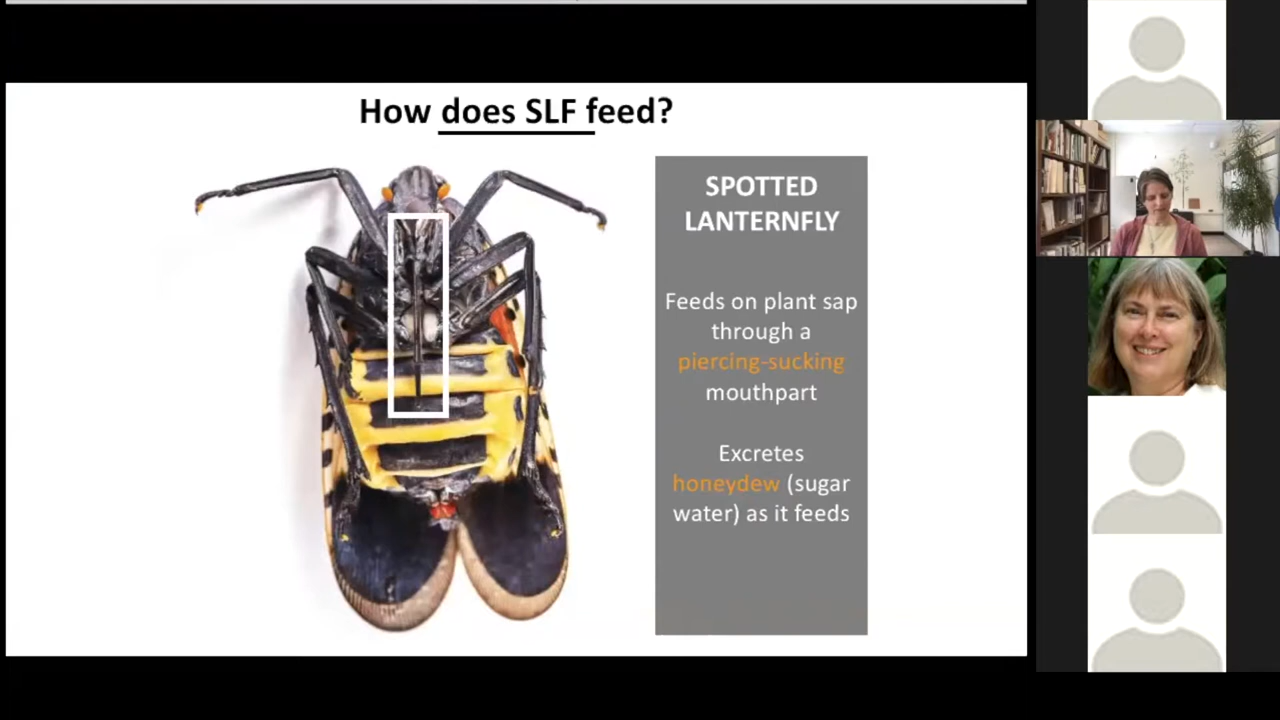 How does SLF feed?
SPOTTED
LANTERNFLY
Feeds on plant sap
through a
piercing-sucking
mouthpart
Excretes
honeydew (sugar
water) as it feeds